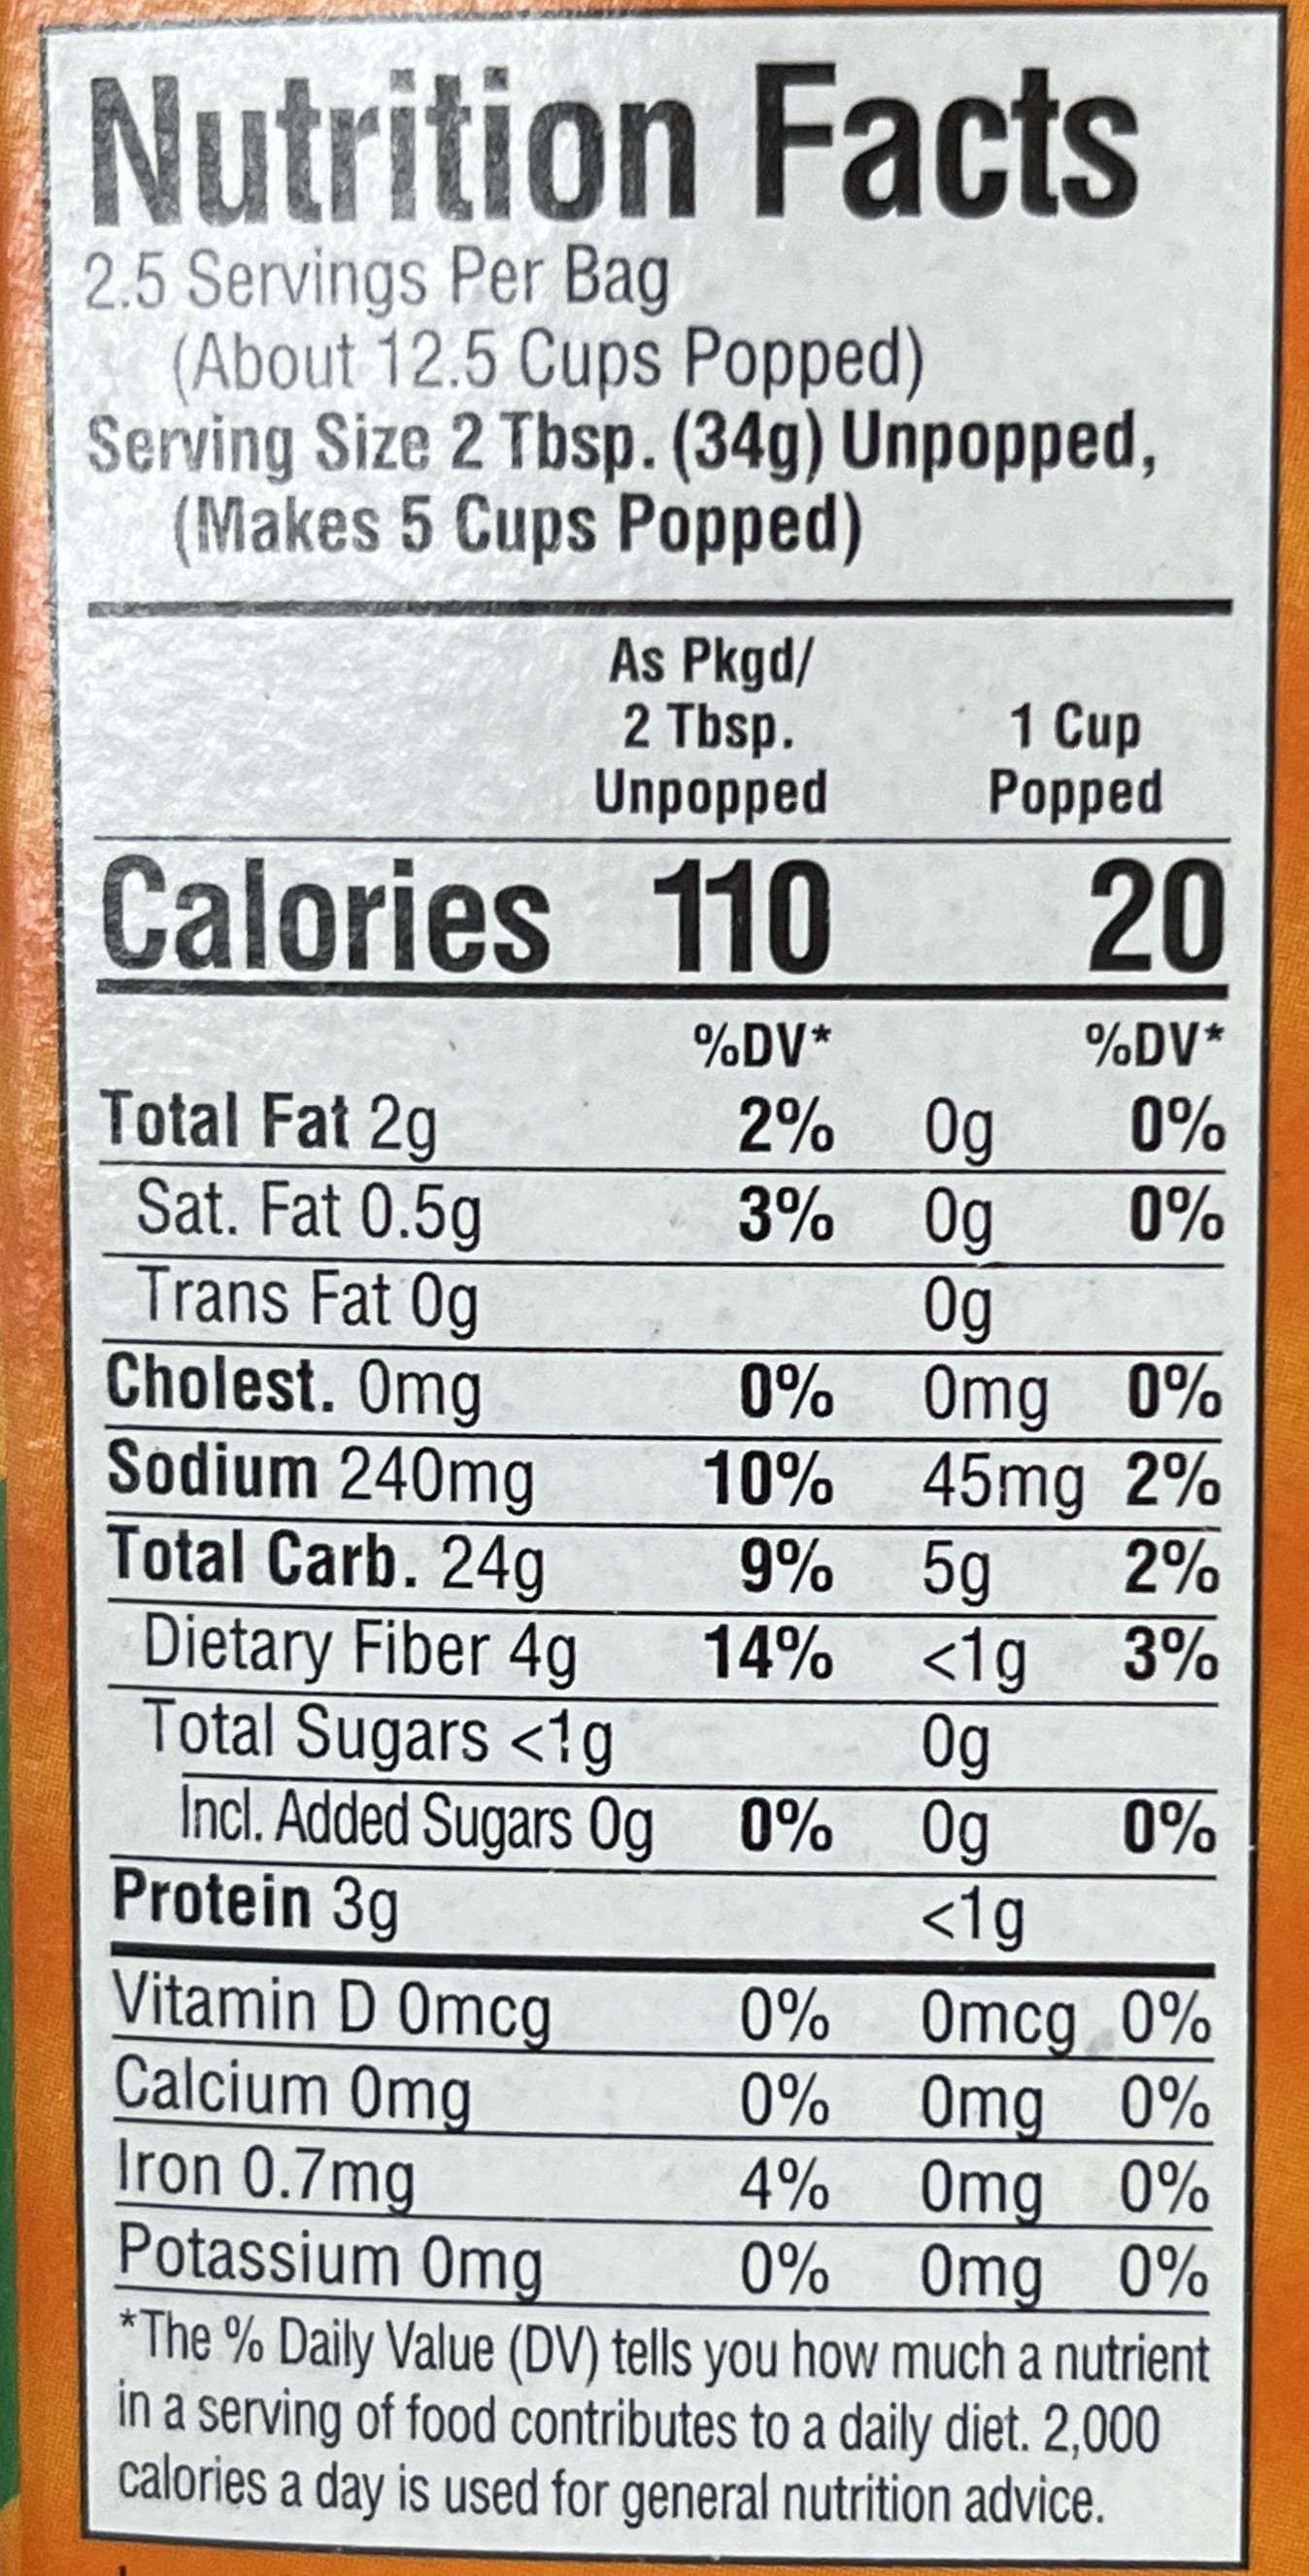 Nutrition Facts
2.5 Servings Per Bag
(About 12.5 Cups Popped)
Serving Size 2 Tbsp. (34g) Unpopped,
(Makes 5 Cups Popped)
As Pkgd/
2 Tbsp. 1 Cup
Unpopped Popped
Calories 110 20
%DV* %DV*
Total Fat 2g 2% 0g 0%
Sat. Fat 0.5g 3% 0g 0%
Trans Fat 0g 0g
Cholest. 0mg 0% 0mg 0%
Sodium 240mg 10% 45mg 2%
Total Carb. 24g 9% 5g 2%
Dietary Fiber 4g 14% <1g 3%
Total Sugars <1g 0g
Incl. Added Sugars 0g 0% 0g 0%
Protein 3g <1g
Vitamin D 0mcg 0% 0mcg 0%
Calcium 0mg 0% 0mg 0%
Iron 0.7mg 4% 0mg 0%
Potassium 0mg 0% 0mg 0%
*The % Daily Value (DV) tells you how much a nutrient
in a serving of food contributes to a daily diet. 2,000
calories a day is used for general nutrition advice.